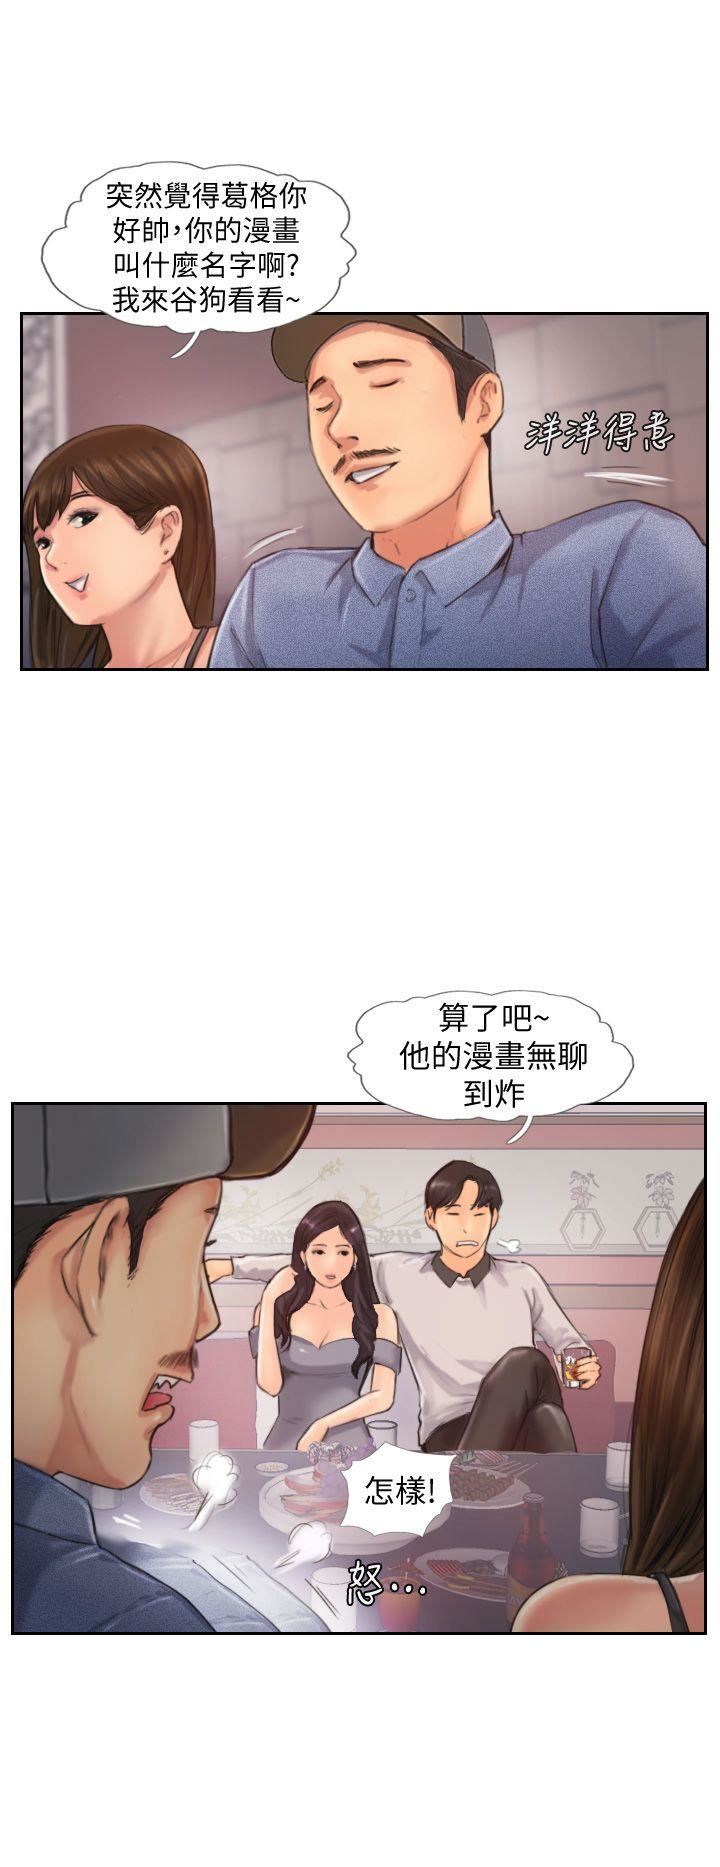 突然覺得葛格你
好帥,你的漫畫
叫什麼名字啊?
我來谷狗看看~
洋洋得意
算了吧~
他的漫畫無聊
到炸
怎樣!
怒...